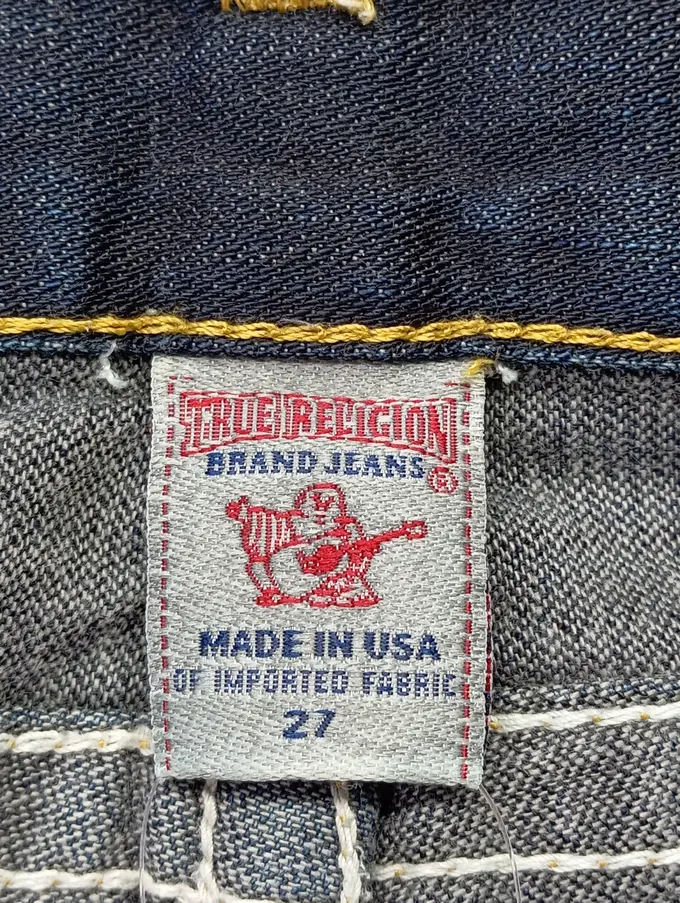 TRUE RELIGION
BRAND JEANS®
MADE IN USA
OF IMPORTED FABRIC
27